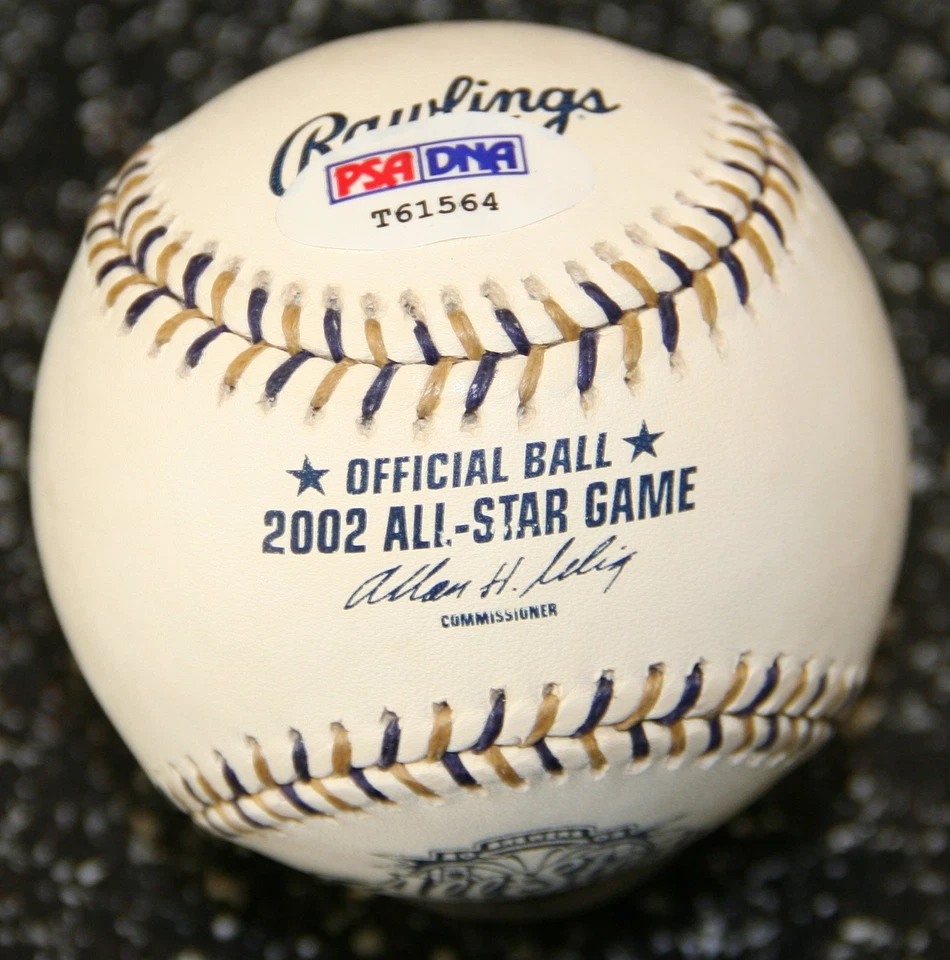 Rawlings
PSA DNA
T61564
★ OFFICIAL BALL ★
2002 ALL-STAR GAME
Allan H. Selig
COMMISSIONER